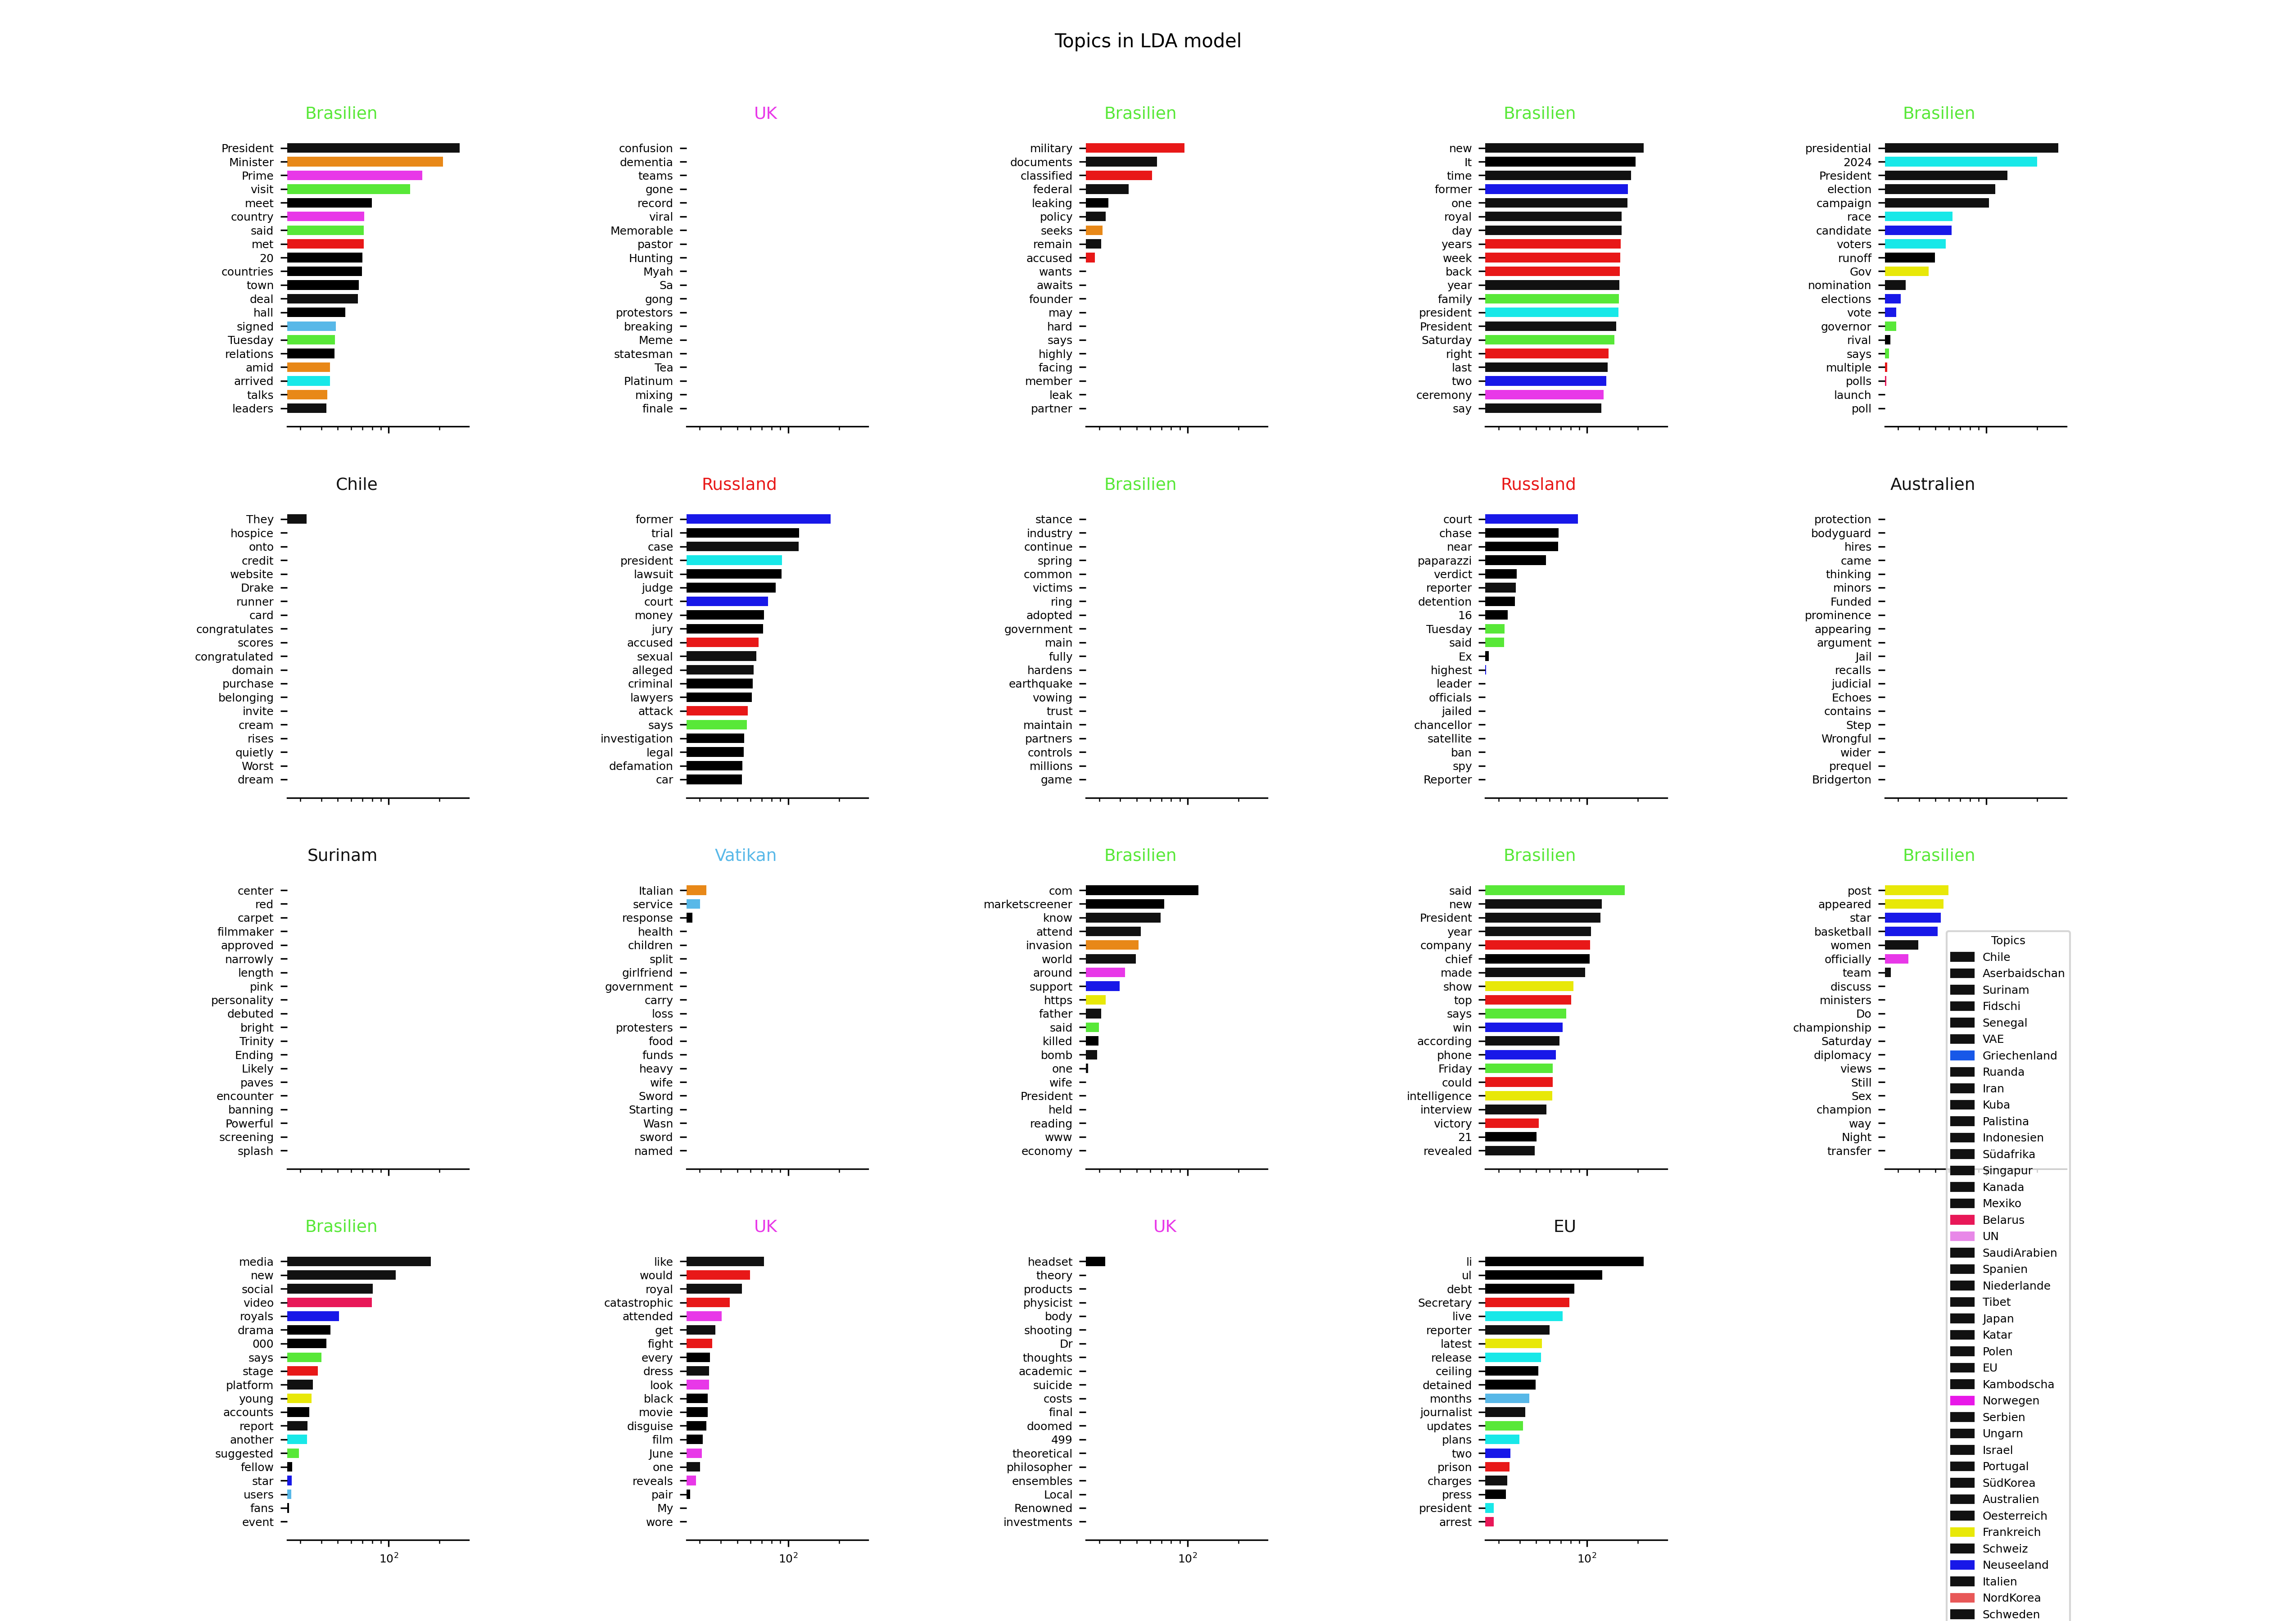 Topics in LDA model
Brasilien
President
Minister
Prime
visit
meet
country
said
met
20
countries
town
deal
hall
signed
Tuesday
relations
amid
arrived
talks
leaders
UK
confusion
dementia
teams
gone
record
viral
Memorable
pastor
Hunting
Myah
Sa
gong
protestors
breaking
Meme
statesman
Tea
Platinum
mixing
finale
Brasilien
military
documents
classified
federal
leaking
policy
seeks
remain
accused
wants
awaits
founder
may
hard
says
highly
facing
member
leak
partner
Brasilien
new
It
time
former
one
royal
day
years
week
back
year
family
president
President
Saturday
right
last
two
ceremony
say
Brasilien
presidential
2024
President
election
campaign
race
candidate
voters
runoff
Gov
nomination
elections
vote
governor
rival
says
multiple
polls
launch
poll
Chile
They
hospice
onto
credit
website
Drake
runner
card
congratulates
scores
congratulated
domain
purchase
belonging
invite
cream
rises
quietly
Worst
dream
Russland
former
trial
case
president
lawsuit
judge
court
money
jury
accused
sexual
alleged
criminal
lawyers
attack
says
investigation
legal
defamation
car
Brasilien
stance
industry
continue
spring
common
victims
ring
adopted
government
main
fully
hardens
earthquake
vowing
trust
maintain
partners
controls
millions
game
Russland
court
chase
near
paparazzi
verdict
reporter
detention
16
Tuesday
said
Ex
highest
leader
officials
jailed
chancellor
satellite
ban
spy
Reporter
Australien
protection
bodyguard
hires
came
thinking
minors
Funded
prominence
appearing
argument
Jail
recalls
judicial
Echoes
contains
Step
Wrongful
wider
prequel
Bridgerton
Surinam
center
red
carpet
filmmaker
approved
narrowly
length
pink
personality
debuted
bright
Trinity
Ending
Likely
paves
encounter
banning
Powerful
screening
splash
Vatikan
Italian
service
response
health
children
split
girlfriend
government
carry
loss
protesters
food
funds
heavy
wife
Sword
Starting
Wasn
sword
named
Brasilien
com
marketscreener
know
attend
invasion
world
around
support
https
father
said
killed
bomb
one
wife
President
held
reading
www
economy
Brasilien
said
new
President
year
company
chief
made
show
top
says
win
according
phone
Friday
could
intelligence
interview
victory
21
revealed
Brasilien
post
appeared
star
basketball
women
officially
team
discuss
ministers
Do
championship
Saturday
diplomacy
views
Still
Sex
champion
way
Night
transfer
Brasilien
media
new
social
video
royals
drama
000
says
stage
platform
young
accounts
report
another
suggested
fellow
star
users
fans
event
10²
UK
like
would
royal
catastrophic
attended
get
fight
every
dress
look
black
movie
disguise
film
June
one
reveals
pair
My
wore
10²
UK
headset
theory
products
physicist
body
shooting
Dr
thoughts
academic
suicide
costs
final
doomed
499
theoretical
philosopher
ensembles
Local
Renowned
investments
10²
EU
li
ul
debt
Secretary
live
reporter
latest
release
ceiling
detained
months
journalist
updates
plans
two
prison
charges
press
president
arrest
10²
Topics
Chile
Aserbaidschan
Surinam
Fidschi
Senegal
VAE
Griechenland
Ruanda
Iran
Kuba
Palistina
Indonesien
Südafrika
Singapur
Kanada
Mexiko
Belarus
UN
SaudiArabien
Spanien
Niederlande
Tibet
Japan
Katar
Polen
EU
Kambodscha
Norwegen
Serbien
Ungarn
Israel
Portugal
SüdKorea
Australien
Oesterreich
Frankreich
Schweiz
Neuseeland
Italien
NordKorea
Schweden